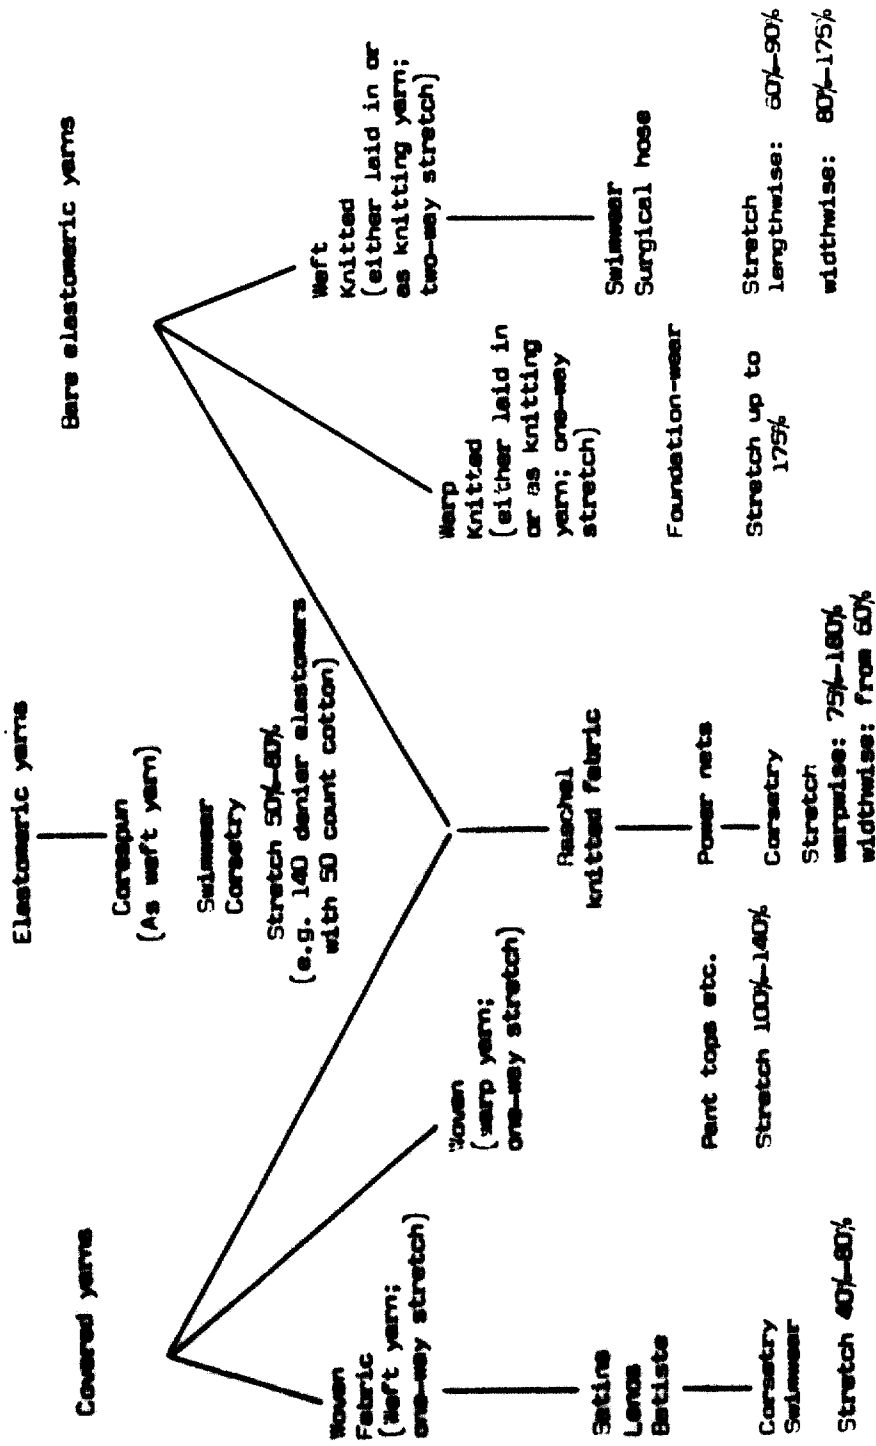 Elastomeric yarns
Covered yarns
Bare elastomeric yarns
Corespun
(As weft yarn)
Swimwear
Corsetry
Stretch 50%-80%
(e.g. 140 denier elastomers
with 50 count cotton)
Woven
Fabric
(Weft yarn;
one-way stretch)
Satins
Lenos
Batiste
Corsetry
Swimwear
Stretch 40%-80%
Woven
(warp yarn;
one-way stretch)
Pant tops etc.
Stretch 100%-140%
Raschel
knitted fabric
Power nets
Corsetry
Stretch
warpwise: 75%-180%
widthwise: from 60%
Warp
Knitted
(either laid in
or as knitting
yarn; one-way
stretch)
Foundation-wear
Stretch up to
175%
Weft
Knitted
(either laid in or
as knitting yarn;
two-way stretch)
Swimwear
Surgical hose
Stretch
lengthwise: 60%-90%
widthwise: 80%-175%